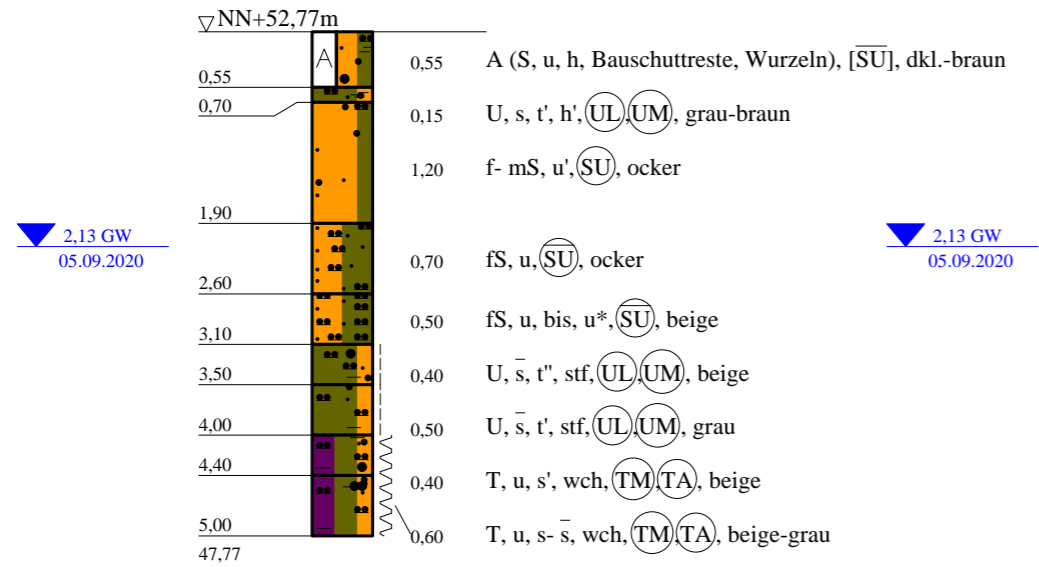 NN+52,77m
A
0,55 0,55 A (S, u, h, Bauschuttreste, Wurzeln), [S̅U̅], dkl.-braun
0,70 0,15 U, s, t', h', UL, UM, grau-braun
1,20 f- mS, u', SU, ocker
1,90
2,13 GW
05.09.2020
2,13 GW
05.09.2020
0,70 fS, u, S̅U̅, ocker
2,60
0,50 fS, u, bis, u*, S̅U̅, beige
3,10
0,40 U, s̅, t'', stf, UL, UM, beige
3,50
4,00 0,50 U, s̅, t', stf, UL, UM, grau
4,40 0,40 T, u, s', wch, TM, TA, beige
5,00 0,60 T, u, s- s̅, wch, TM, TA, beige-grau
47,77